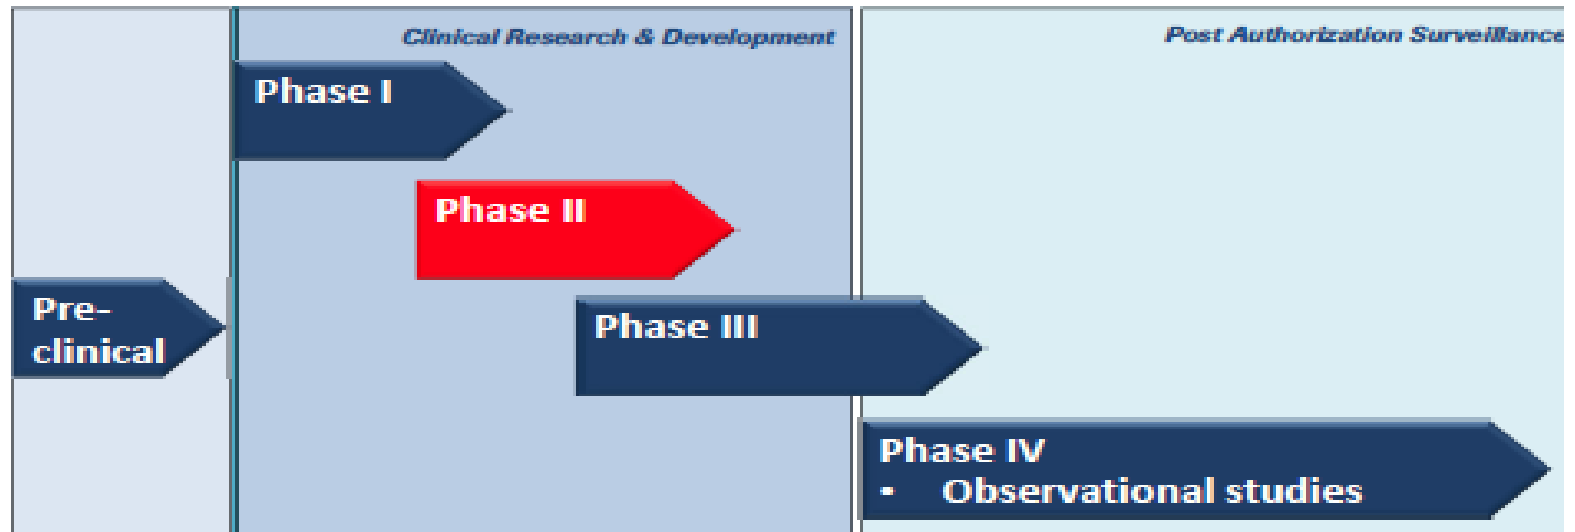 Clinical Research & Development
Post Authorization Surveillance
Phase I
Phase II
Pre-
clinical
Phase III
Phase IV
• Observational studies